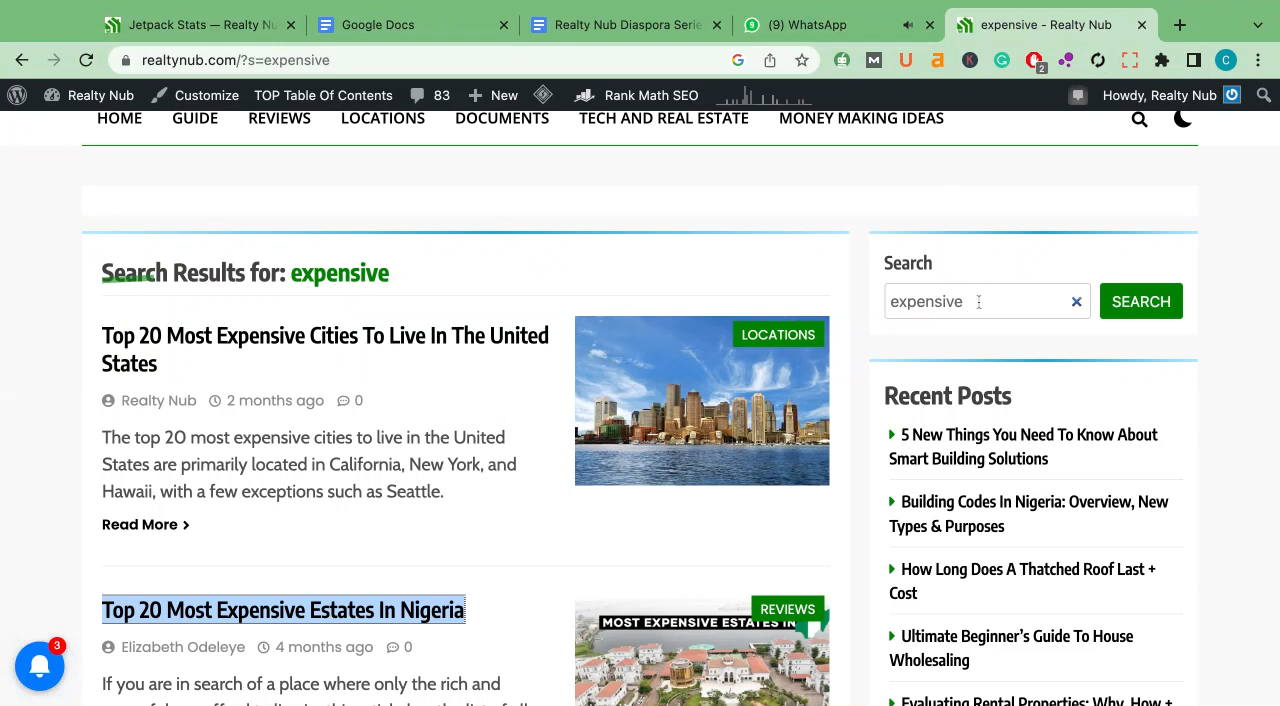 Jetpack Stats — Realty Nu
Google Docs
Realty Nub Diaspora Serie
9 (9) WhatsApp
expensive - Realty Nub
realtynub.com/?s=expensive
2
C
Realty Nub
Customize
TOP Table Of Contents
83
New
Rank Math SEO
Howdy, Realty Nub
HOME
GUIDE
REVIEWS
LOCATIONS
DOCUMENTS
TECH AND REAL ESTATE
MONEY MAKING IDEAS
Search Results for: expensive
Top 20 Most Expensive Cities To Live In The United
States
Realty Nub 2 months ago 0
The top 20 most expensive cities to live in the United
States are primarily located in California, New York, and
Hawaii, with a few exceptions such as Seattle.
Read More
LOCATIONS
Top 20 Most Expensive Estates In Nigeria
Elizabeth Odeleye 4 months ago 0
If you are in search of a place where only the rich and
REVIEWS
MOST EXPENSIVE ESTATES IN
3
Search
expensive
SEARCH
Recent Posts
5 New Things You Need To Know About
Smart Building Solutions
Building Codes In Nigeria: Overview, New
Types & Purposes
How Long Does A Thatched Roof Last +
Cost
Ultimate Beginner's Guide To House
Wholesaling
Evaluating Rental Properties: Why, How +